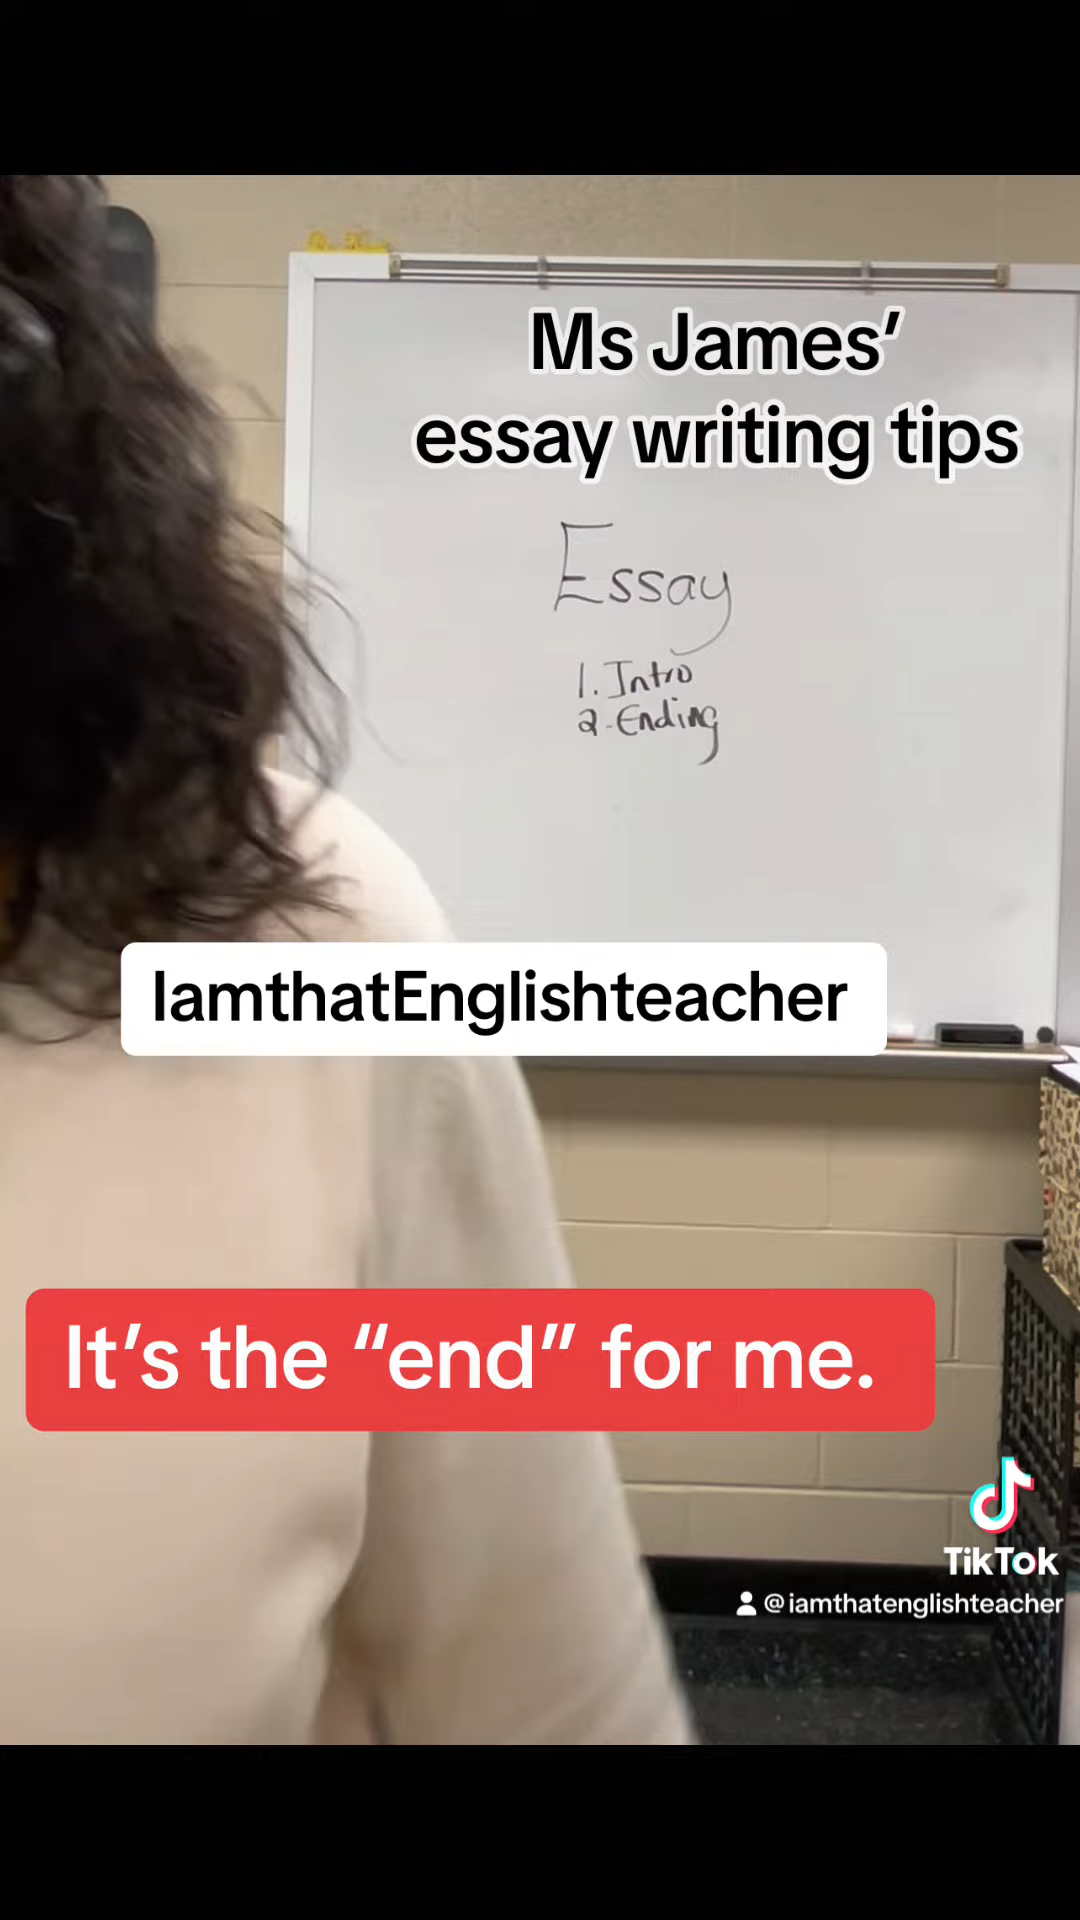 Ms James’
essay writing tips
Essay
1. Intro
2. Ending
IamthatEnglishteacher
It’s the “end” for me.
TikTok
@iamthatenglishteacher